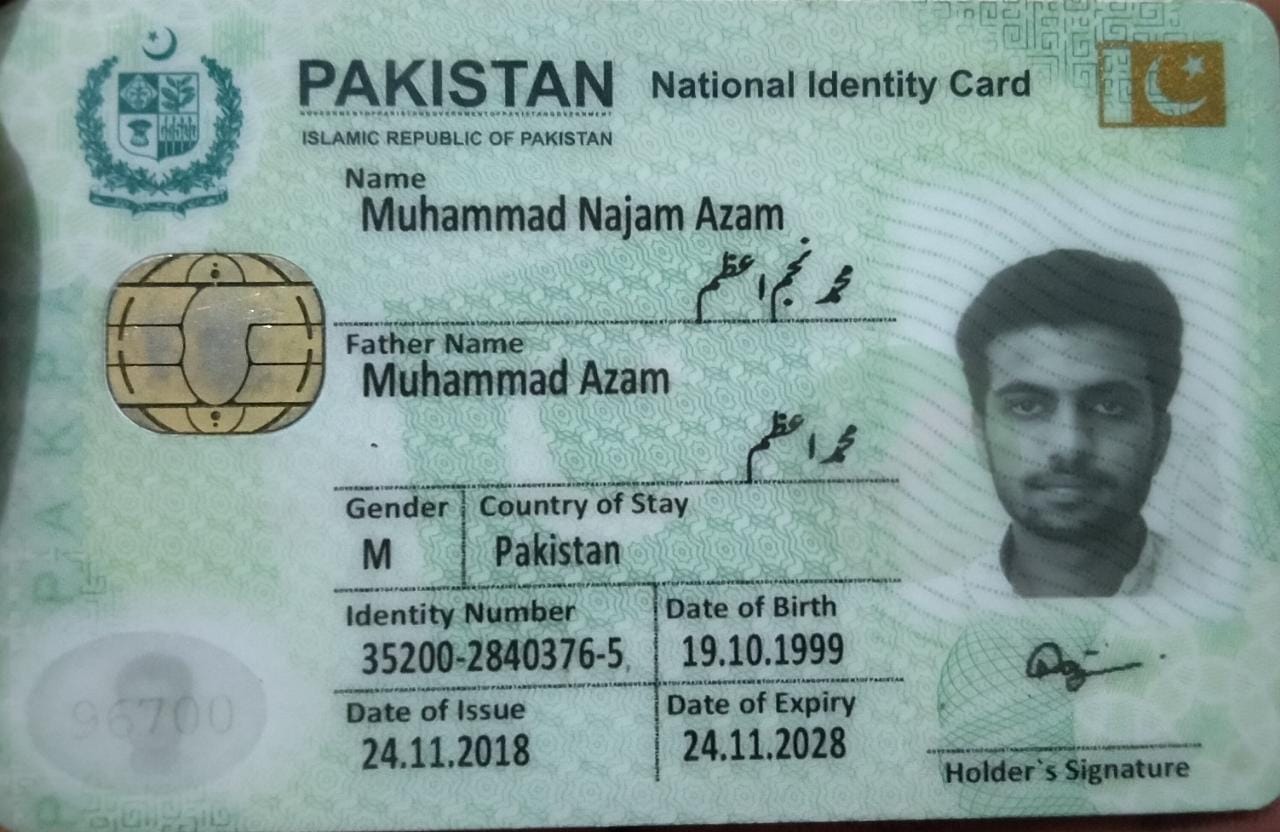 PAKISTAN National Identity Card
ISLAMIC REPUBLIC OF PAKISTAN
Name
Muhammad Najam Azam
محمد نجم اعظم
Father Name
Muhammad Azam
محمد اعظم
Gender Country of Stay
M Pakistan
Identity Number Date of Birth
35200-2840376-5 19.10.1999
Date of Issue Date of Expiry
24.11.2018 24.11.2028
96700
Holder`s Signature